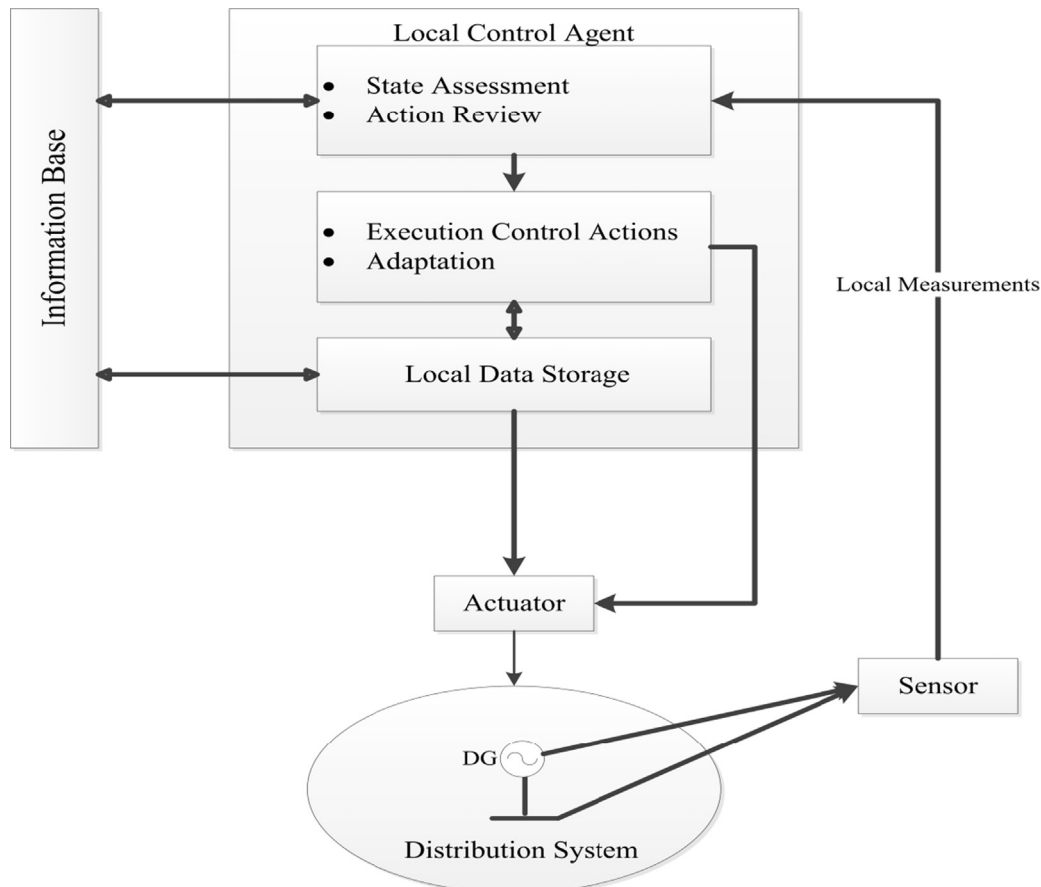 Local Control Agent
• State Assessment
• Action Review
Information Base
• Execution Control Actions
• Adaptation
Local Measurements
Local Data Storage
Actuator
Sensor
DG
Distribution System